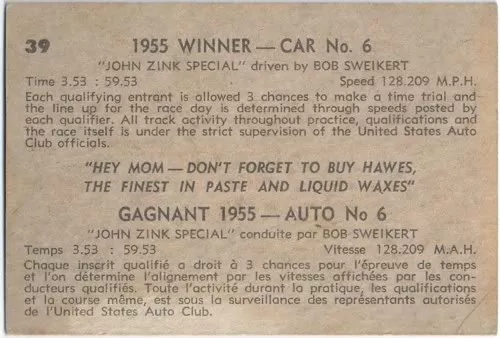 39
1955 WINNER — CAR No. 6
"JOHN ZINK SPECIAL" driven by BOB SWEIKERT
Time 3.53 : 59.53 Speed 128.209 M.P.H.
Each qualifying entrant is allowed 3 chances to make a time trial and
the line up for the race day is determined through speeds posted by
each qualifier. All track activity throughout practice, qualifications and
the race itself is under the strict supervision of the United States Auto
Club officials.
"HEY MOM — DON'T FORGET TO BUY HAWES,
THE FINEST IN PASTE AND LIQUID WAXES"
GAGNANT 1955 — AUTO No 6
"JOHN ZINK SPECIAL" conduite par BOB SWEIKERT
Temps 3.53 : 59.53 Vitesse 128.209 M.A.H.
Chaque inscrit qualifié a droit à 3 chances pour l'épreuve de temps
et l'on détermine l'alignement par les vitesses affichées par les con-
ducteurs qualifiés. Toute l'activité durant la pratique, les qualifications
et la course même, est sous la surveillance des représentants autorisés
de l'United States Auto Club.